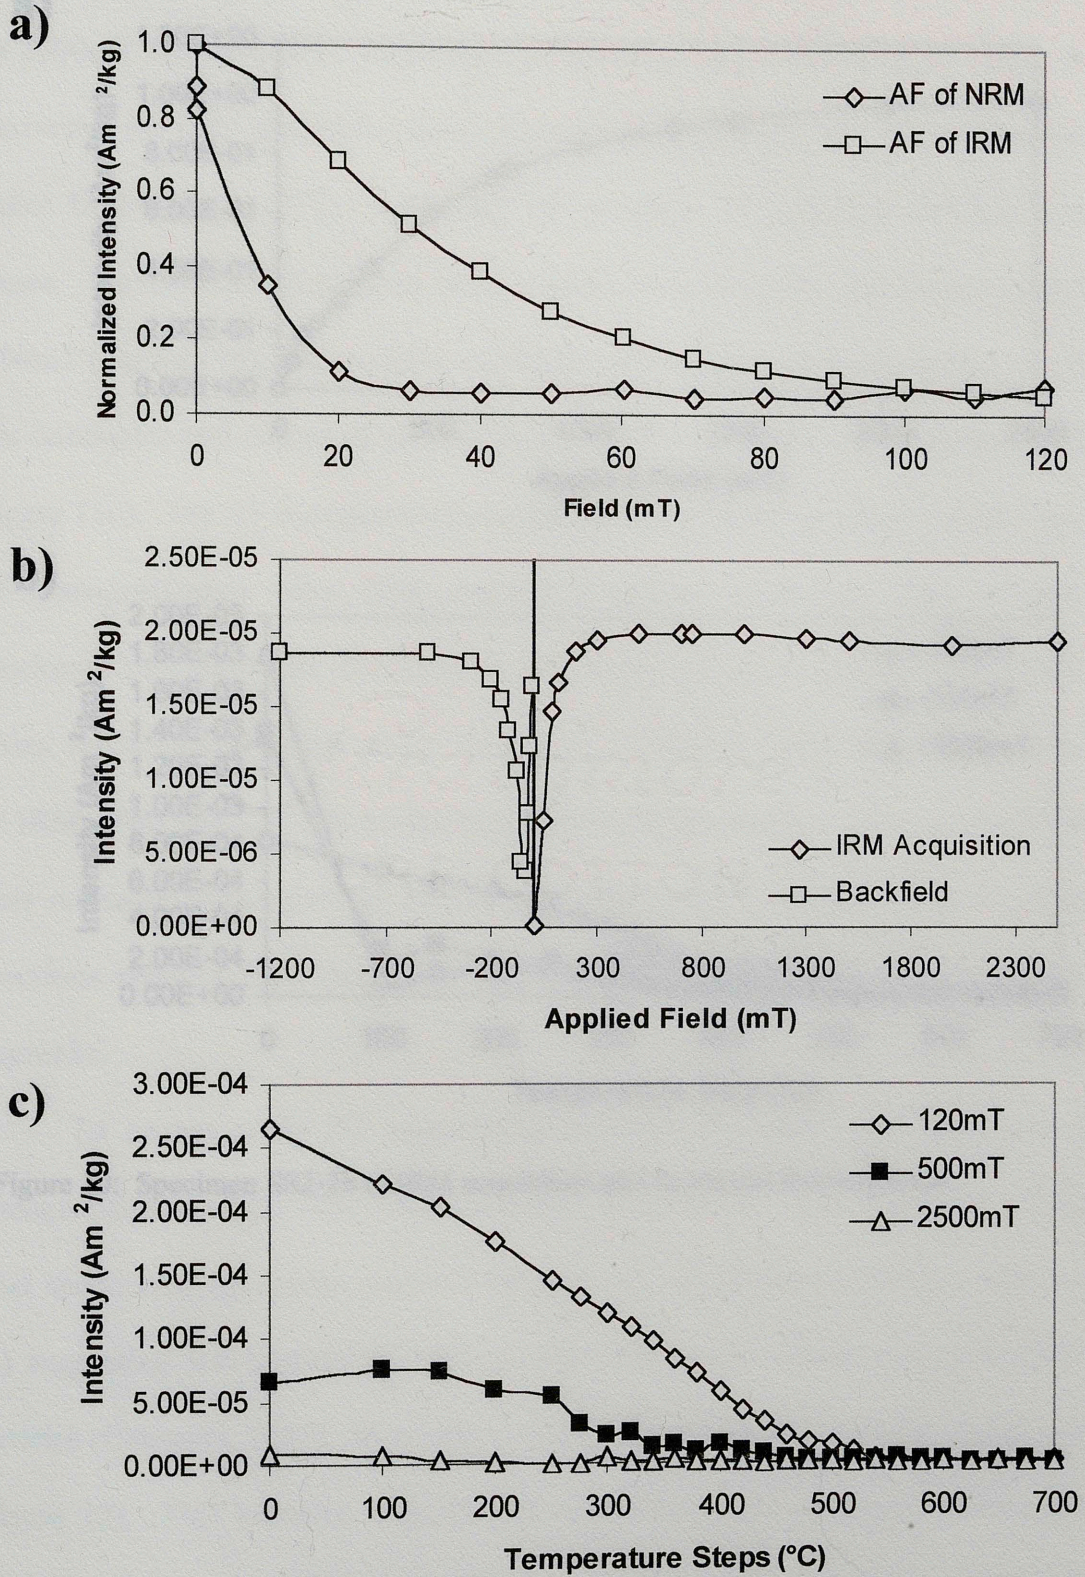 a)
Normalized Intensity (Am ²/kg)
1.0
0.8
0.6
0.4
0.2
0.0
0 20 40 60 80 100 120
Field (mT)
AF of NRM
AF of IRM
b)
Intensity (Am ²/kg)
2.50E-05
2.00E-05
1.50E-05
1.00E-05
5.00E-06
0.00E+00
-1200 -700 -200 300 800 1300 1800 2300
Applied Field (mT)
IRM Acquisition
Backfield
c)
Intensity (Am ²/kg)
3.00E-04
2.50E-04
2.00E-04
1.50E-04
1.00E-04
5.00E-05
0.00E+00
0 100 200 300 400 500 600 700
Temperature Steps (°C)
120mT
500mT
2500mT